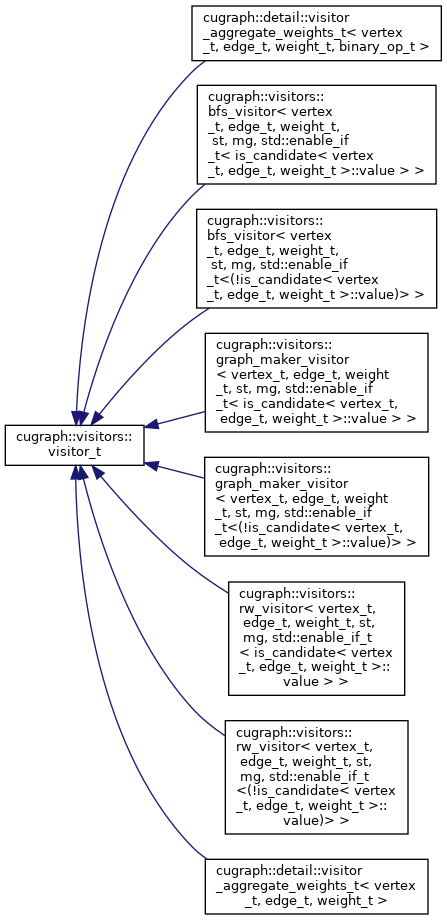 cugraph::detail::visitor
_aggregate_weights_t< vertex
_t, edge_t, weight_t, binary_op_t >
cugraph::visitors::
bfs_visitor< vertex
_t, edge_t, weight_t,
st, mg, std::enable_if
_t< is_candidate< vertex
_t, edge_t, weight_t >::value > >
cugraph::visitors::
bfs_visitor< vertex
_t, edge_t, weight_t,
st, mg, std::enable_if
_t<(!is_candidate< vertex
_t, edge_t, weight_t >::value)> >
cugraph::visitors::
graph_maker_visitor
< vertex_t, edge_t, weight
_t, st, mg, std::enable_if
_t< is_candidate< vertex_t,
edge_t, weight_t >::value > >
cugraph::visitors::
visitor_t
cugraph::visitors::
graph_maker_visitor
< vertex_t, edge_t, weight
_t, st, mg, std::enable_if
_t<(!is_candidate< vertex_t,
edge_t, weight_t >::value)> >
cugraph::visitors::
rw_visitor< vertex_t,
edge_t, weight_t, st,
mg, std::enable_if_t
< is_candidate< vertex
_t, edge_t, weight_t >::
value > >
cugraph::visitors::
rw_visitor< vertex_t,
edge_t, weight_t, st,
mg, std::enable_if_t
<(!is_candidate< vertex
_t, edge_t, weight_t >::
value)> >
cugraph::detail::visitor
_aggregate_weights_t< vertex
_t, edge_t, weight_t >